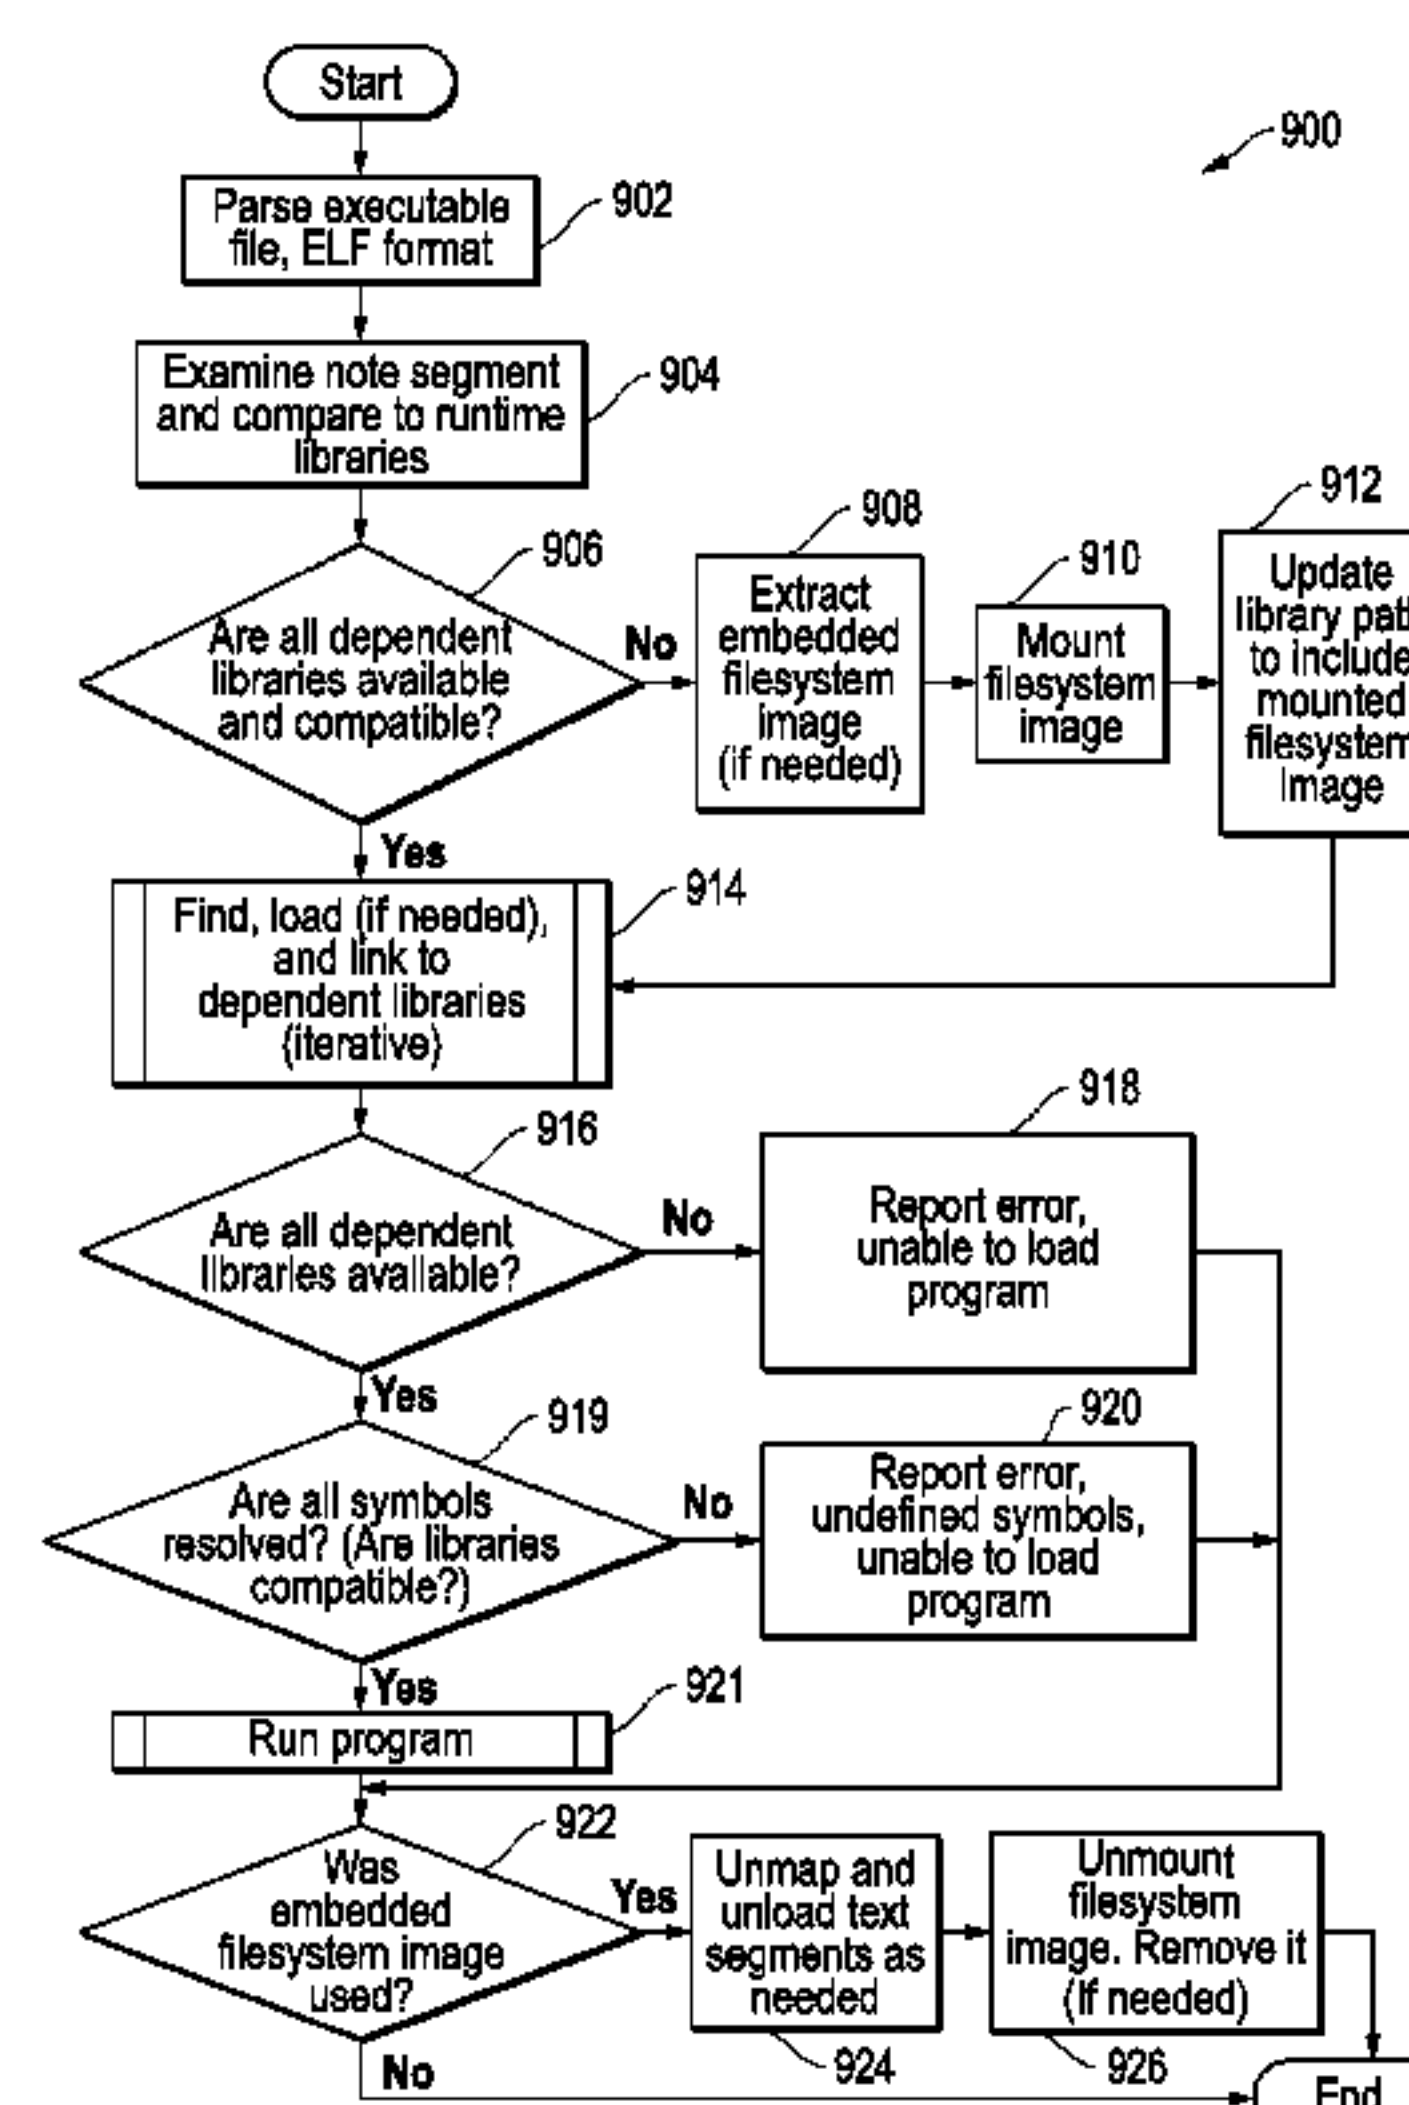 Start
900
Parse executable
file, ELF format
902
Examine note segment
and compare to runtime
libraries
904
906
Are all dependent
libraries available
and compatible?
No
908
Extract
embedded
filesystem
image
(if needed)
910
Mount
filesystem
image
912
Update
library path
to include
mounted
filesystem
image
Yes
Find, load (if needed),
and link to
dependent libraries
(iterative)
914
916
Are all dependent
libraries available?
No
918
Report error,
unable to load
program
Yes
919
Are all symbols
resolved? (Are libraries
compatible?)
No
920
Report error,
undefined symbols,
unable to load
program
Yes
Run program
921
922
Was
embedded
filesystem image
used?
Yes
Unmap and
unload text
segments as
needed
924
Unmount
filesystem
image. Remove it
(if needed)
926
No
End